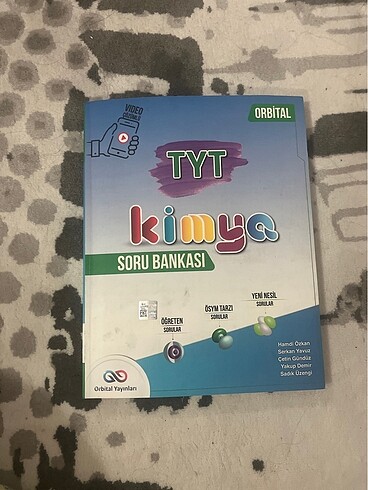 VIDEO
ÇÖZÜMLÜ
ORBİTAL
TYT
kimya
SORU BANKASI
YENİ NESİL
SORULAR
ÖSYM TARZI
SORULAR
ÖĞRETEN
SORULAR
Hamdi Özkan
Serkan Yavuz
Çetin Gündüz
Yakup Demir
Sadık Üzengi
Orbital Yayınları